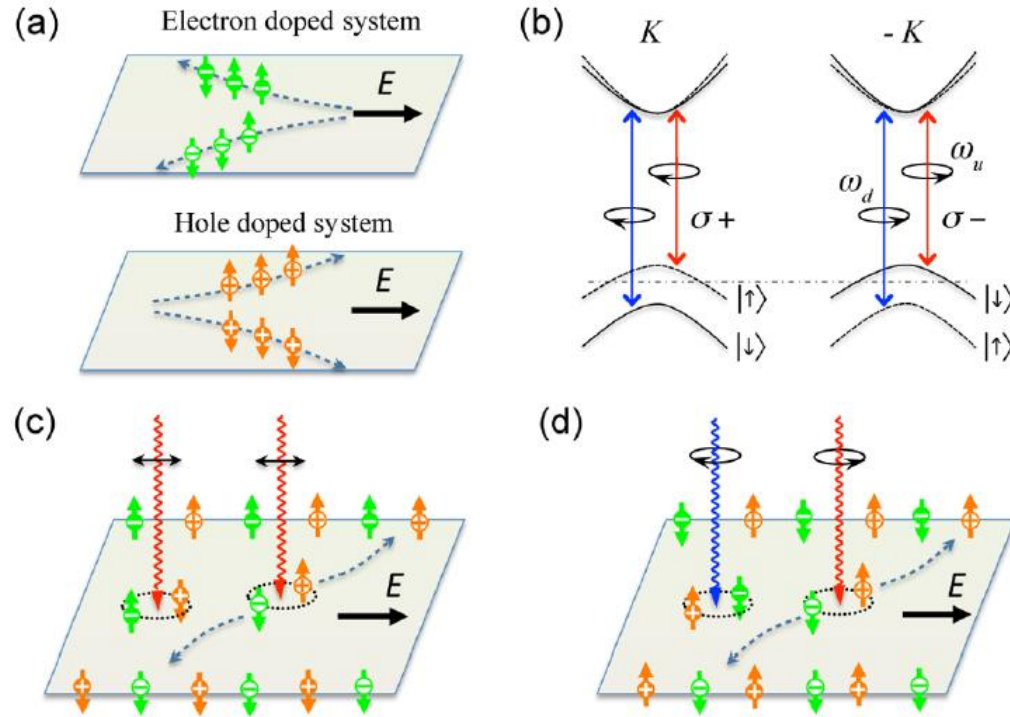 (a)
Electron doped system
E
Hole doped system
E
(b)
K
- K
ω_d
ω_u
σ+
σ−
|↑⟩
|↓⟩
|↓⟩
|↑⟩
(c)
E
(d)
E